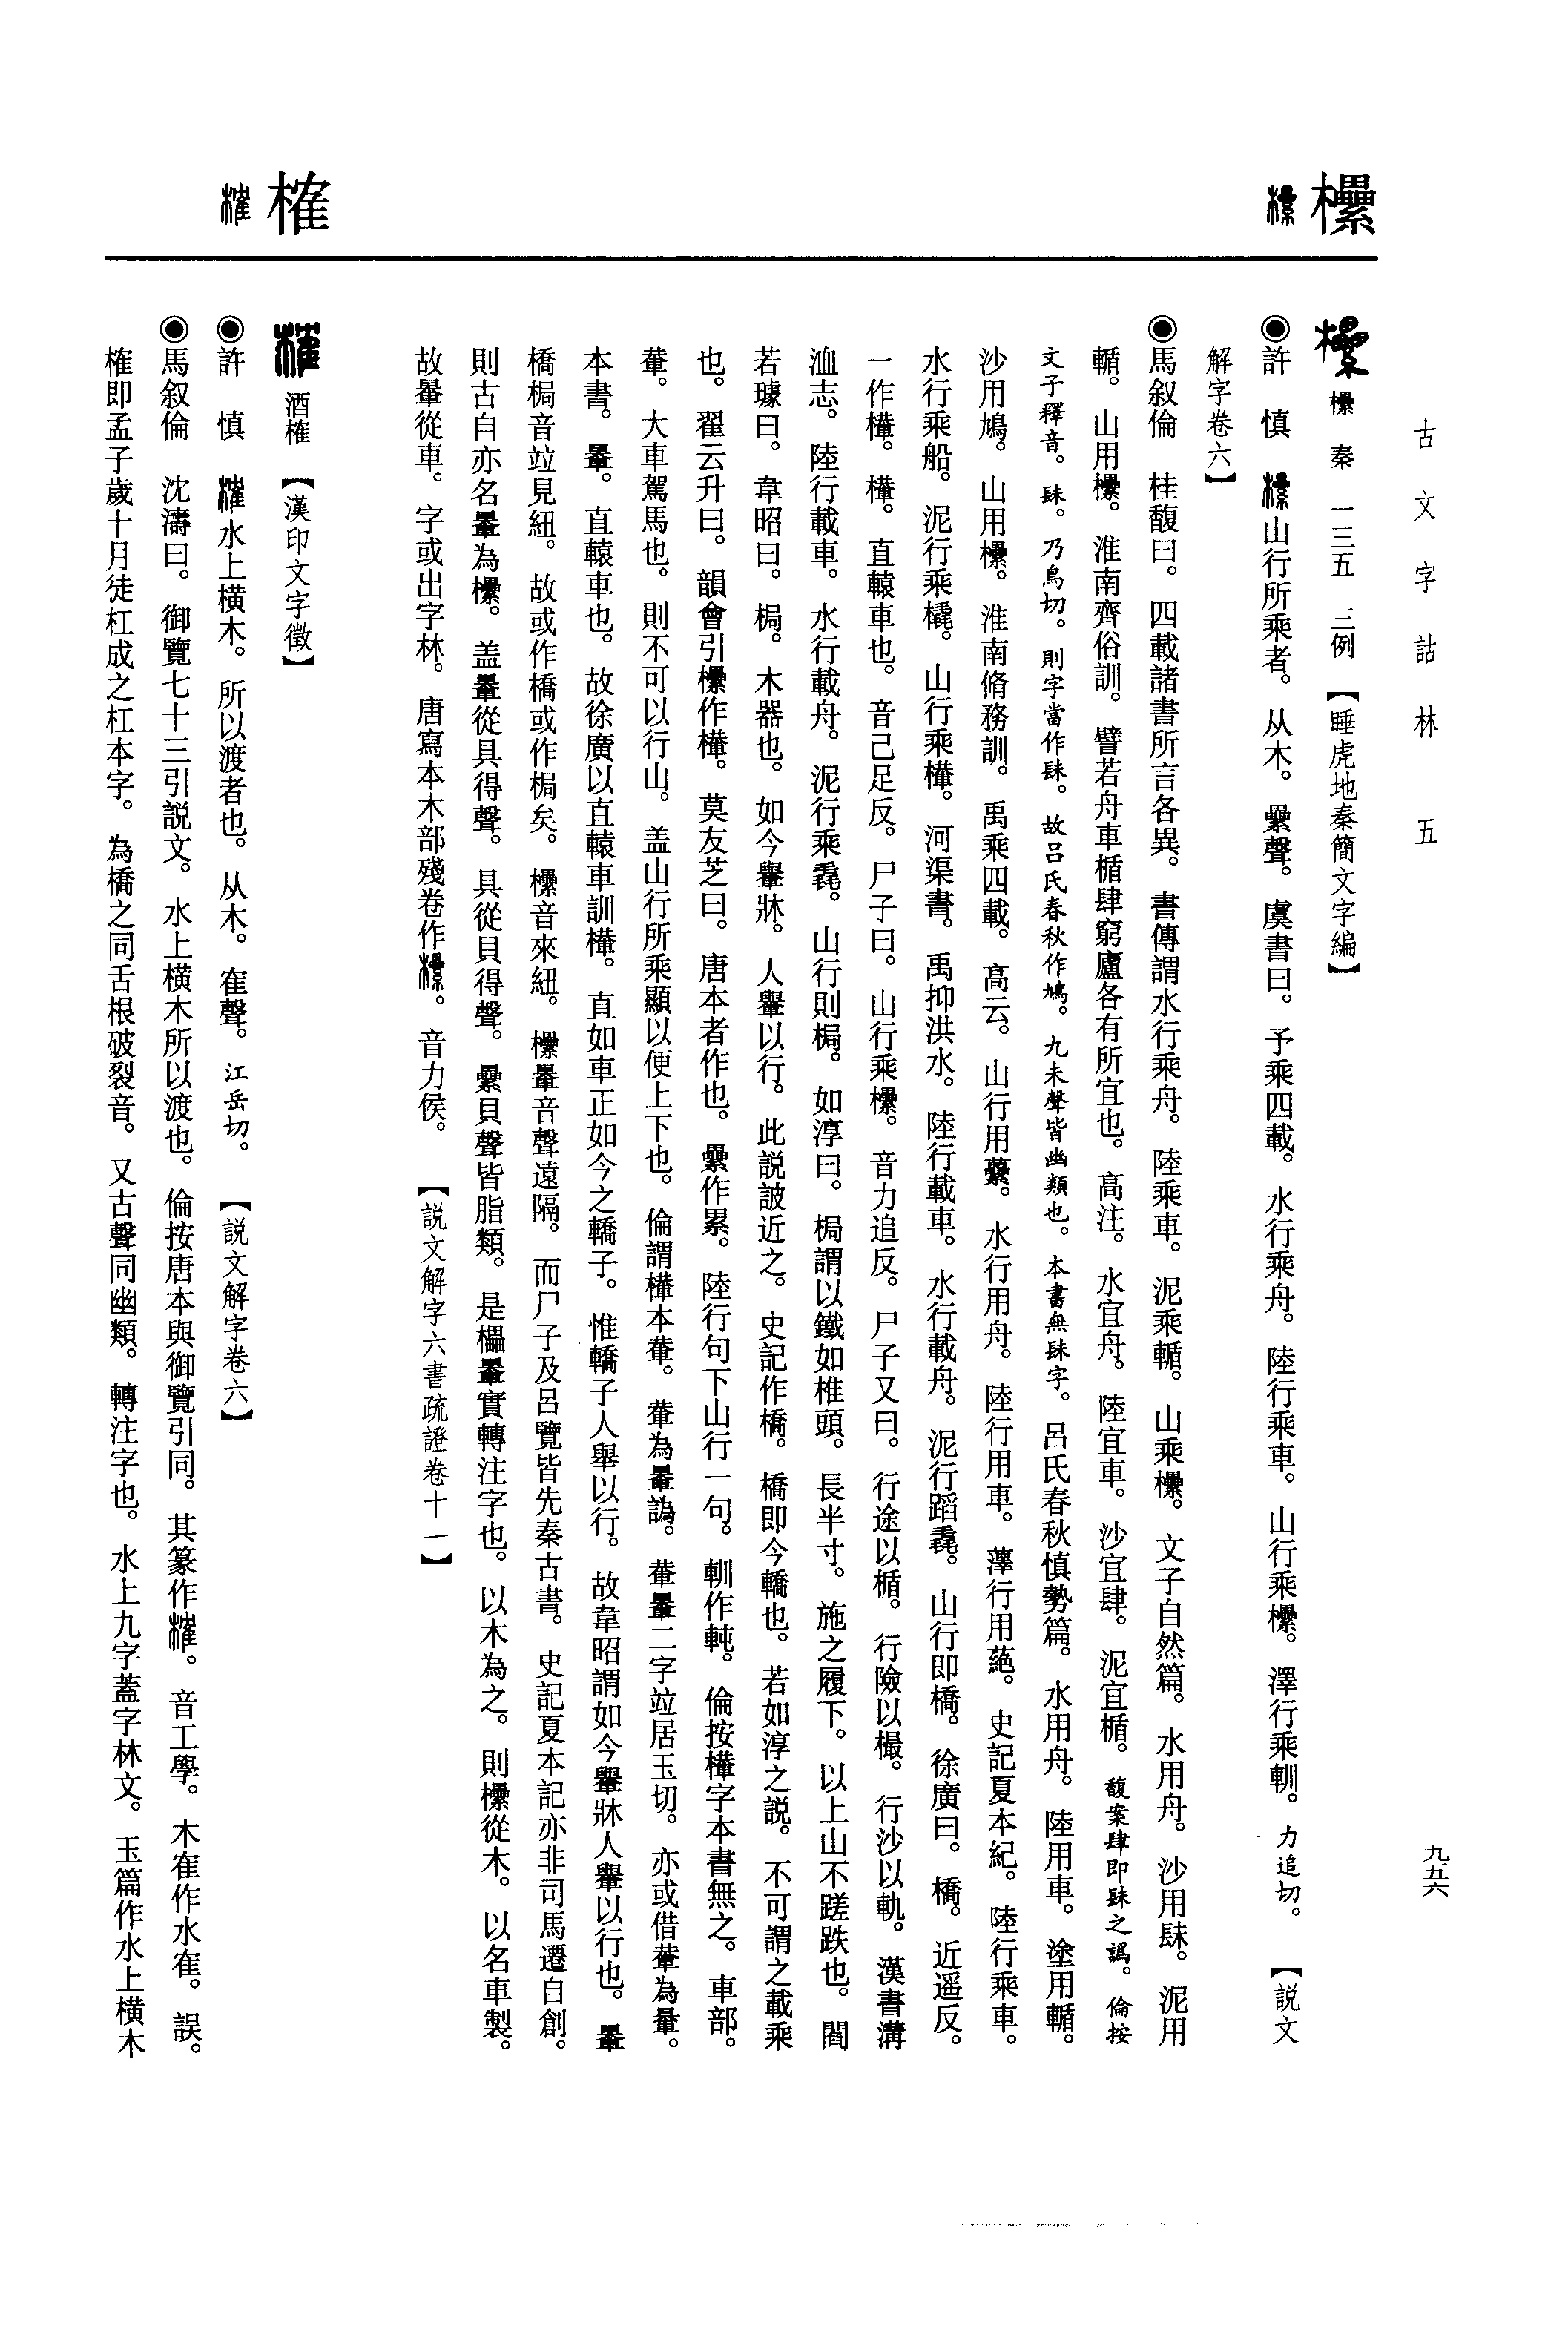 古文字詁林 五
九五六
欙
榷
欙 秦 一三五 三例 【睡虎地秦簡文字編】
◉許 慎 山行所乘者。从木。纍聲。虞書曰。予乘四載。水行乘舟。陸行乘車。山行乘欙。澤行乘輴。力追切。 【説文
解字卷六】
◉馬叙倫 桂馥曰。四載諸書所言各異。書傳謂水行乘舟。陸乘車。泥乘輴。山乘欙。文子自然篇。水用舟。沙用𨽸。泥用
輴。山用欙。淮南齊俗訓。譬若舟車楯肆窮廬各有所宜也。高注。水宜舟。陸宜車。沙宜肆。泥宜楯。馥案肆即𨽸之譌。倫按
文子釋音。𨽸。乃鳥切。則字當作𨽸。故吕氏春秋作鳩。九未聲皆幽類也。本書無𨽸字。呂氏春秋慎勢篇。水用舟。陸用車。塗用輴。
沙用鳩。山用欙。淮南脩務訓。禹乘四載。高云。山行用蔂。水行用舟。陸行用車。澤行用蕝。史記夏本紀。陸行乘車。
水行乘船。泥行乘橇。山行乘檋。河渠書。禹抑洪水。陸行載車。水行載舟。泥行蹈毳。山行即橋。徐廣曰。橋。近遥反。
一作檋。檋。直轅車也。音己足反。尸子曰。山行乘欙。音力追反。尸子又曰。行途以楯。行險以撮。行沙以軌。漢書溝
洫志。陸行載車。水行載舟。泥行乘毳。山行則梮。如淳曰。梮謂以鐵如椎頭。長半寸。施之履下。以上山不蹉跌也。閻
若璩曰。韋昭曰。梮。木器也。如今轝牀。人轝以行。此説詖近之。史記作橋。橋即今轎也。若如淳之説。不可謂之載乘
也。翟云升曰。韻會引欙作檋。莫友芝曰。唐本者作也。纍作累。陸行句下山行一句。輴作軘。倫按檋字本書無之。車部。
𦽃。大車駕馬也。則不可以行山。盖山行所乘顯以便上下也。倫謂檋本𦽃。𦽃為轝譌。𦽃轝二字竝居玉切。亦或借𦽃為轝。
本書。轝。直轅車也。故徐廣以直轅車訓檋。直如車正如今之轎子。惟轎子人舉以行。故韋昭謂如今轝牀人轝以行也。轝
橋梮音竝見紐。故或作橋或作梮矣。欙音來紐。欙轝音聲遠隔。而尸子及呂覽皆先秦古書。史記夏本記亦非司馬遷自創。
則古自亦名轝為欙。盖轝從具得聲。具從貝得聲。纍貝聲皆脂類。是欙轝實轉注字也。以木為之。則欙從木。以名車製。
故轝從車。字或出字林。唐寫本木部殘卷作。音力侯。 【説文解字六書疏證卷十一】
酒榷 【漢印文字徵】
◉許 慎 水上横木。所以渡者也。从木。隺聲。江岳切。 【説文解字卷六】
◉馬叙倫 沈濤曰。御覽七十三引説文。水上横木所以渡也。倫按唐本與御覽引同。其篆作。音工學。木隺作水隺。誤。
榷即孟子歲十月徒杠成之杠本字。為橋之同舌根破裂音。又古聲同幽類。轉注字也。水上九字蓋字林文。玉篇作水上横木